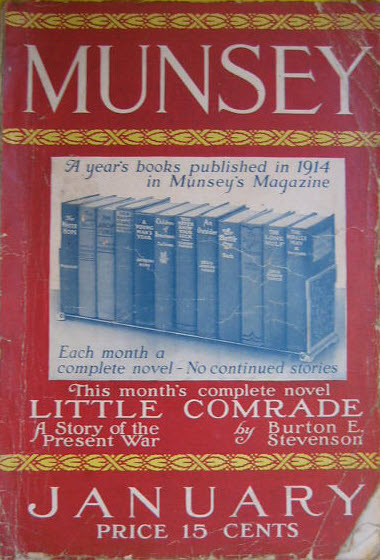 MUNSEY
A year's books published in 1914
in Munsey's Magazine
Each month a
complete novel - No continued stories
This month's complete novel
LITTLE COMRADE
A Story of the
Present War
by Burton E.
Stevenson
JANUARY
PRICE 15 CENTS